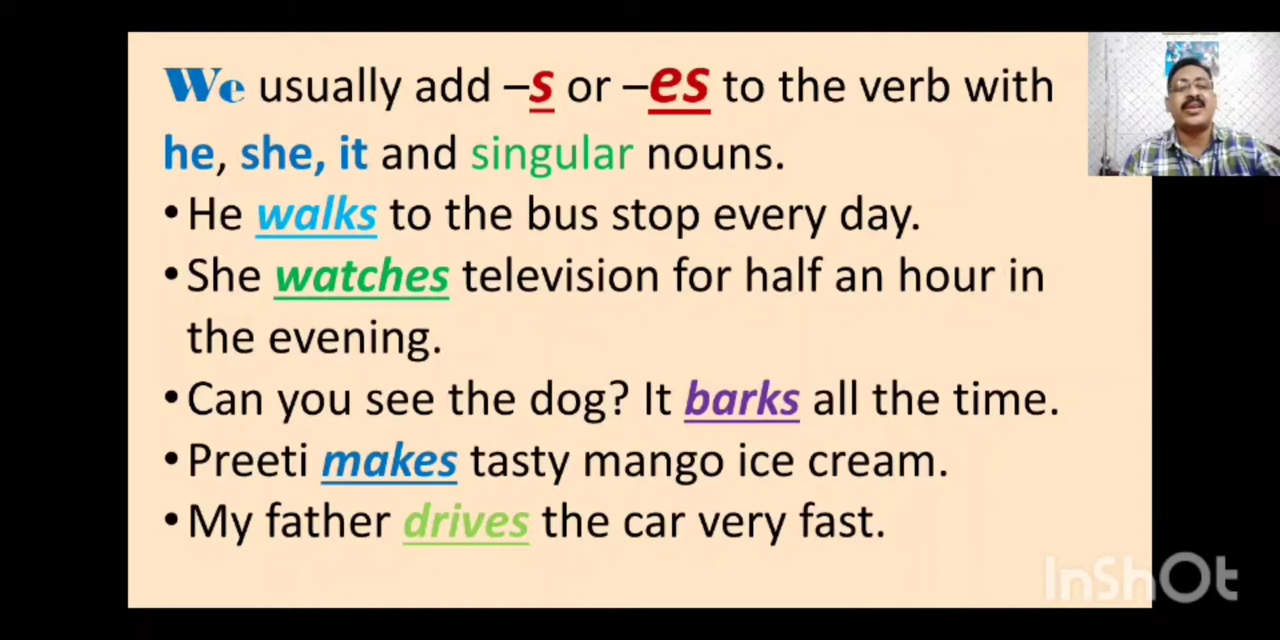 We usually add –s or –es to the verb with
he, she, it and singular nouns.
•He walks to the bus stop every day.
•She watches television for half an hour in
the evening.
•Can you see the dog? It barks all the time.
•Preeti makes tasty mango ice cream.
•My father drives the car very fast.
InShOt